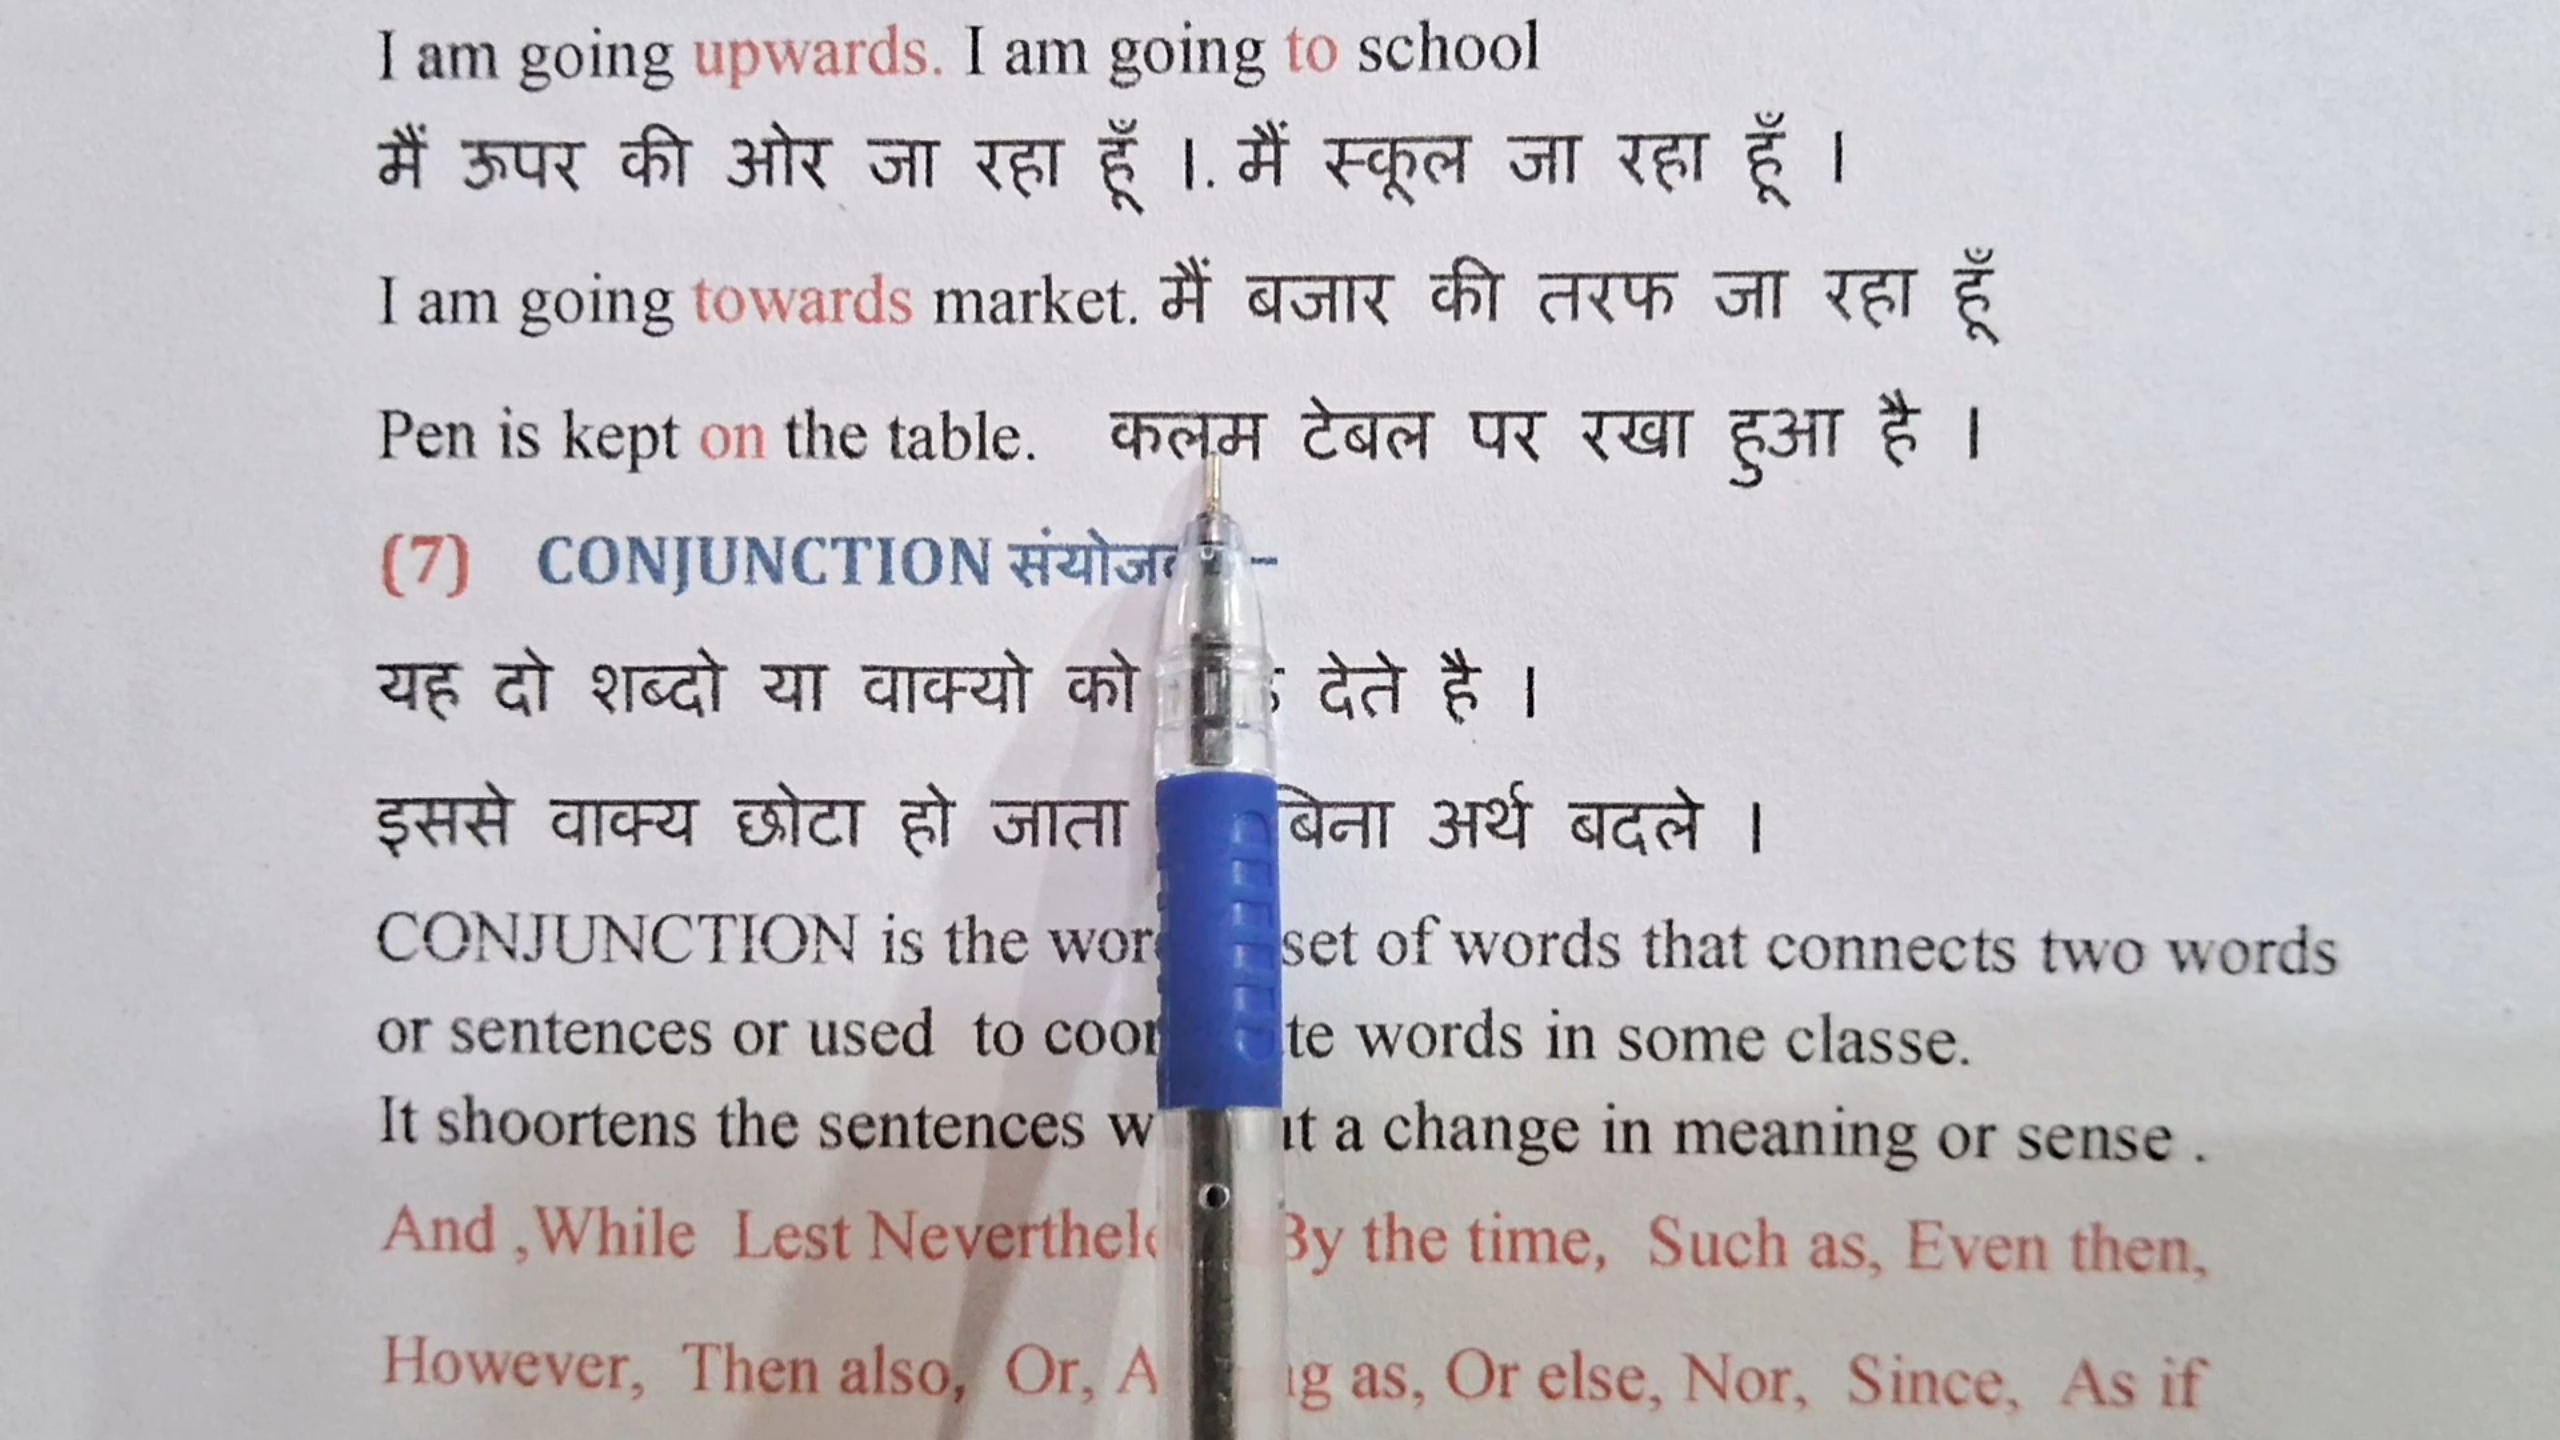 I am going upwards. I am going to school
मैं ऊपर की ओर जा रहा हूँ ।. मैं स्कूल जा रहा हूँ ।
I am going towards market. मैं बजार की तरफ जा रहा हूँ
Pen is kept on the table. कलम टेबल पर रखा हुआ है ।
(7) CONJUNCTION –
यह दो शब्दो या वाक्यो को देते है ।
इससे वाक्य छोटा हो जाता बिना अर्थ बदले ।
CONJUNCTION is the set of words that connects two words
or sentences or used to words in some classe.
It shoortens the sentences a change in meaning or sense .
And ,While Lest By the time, Such as, Even then,
However, Then also, Or, as, Or else, Nor, Since, As if